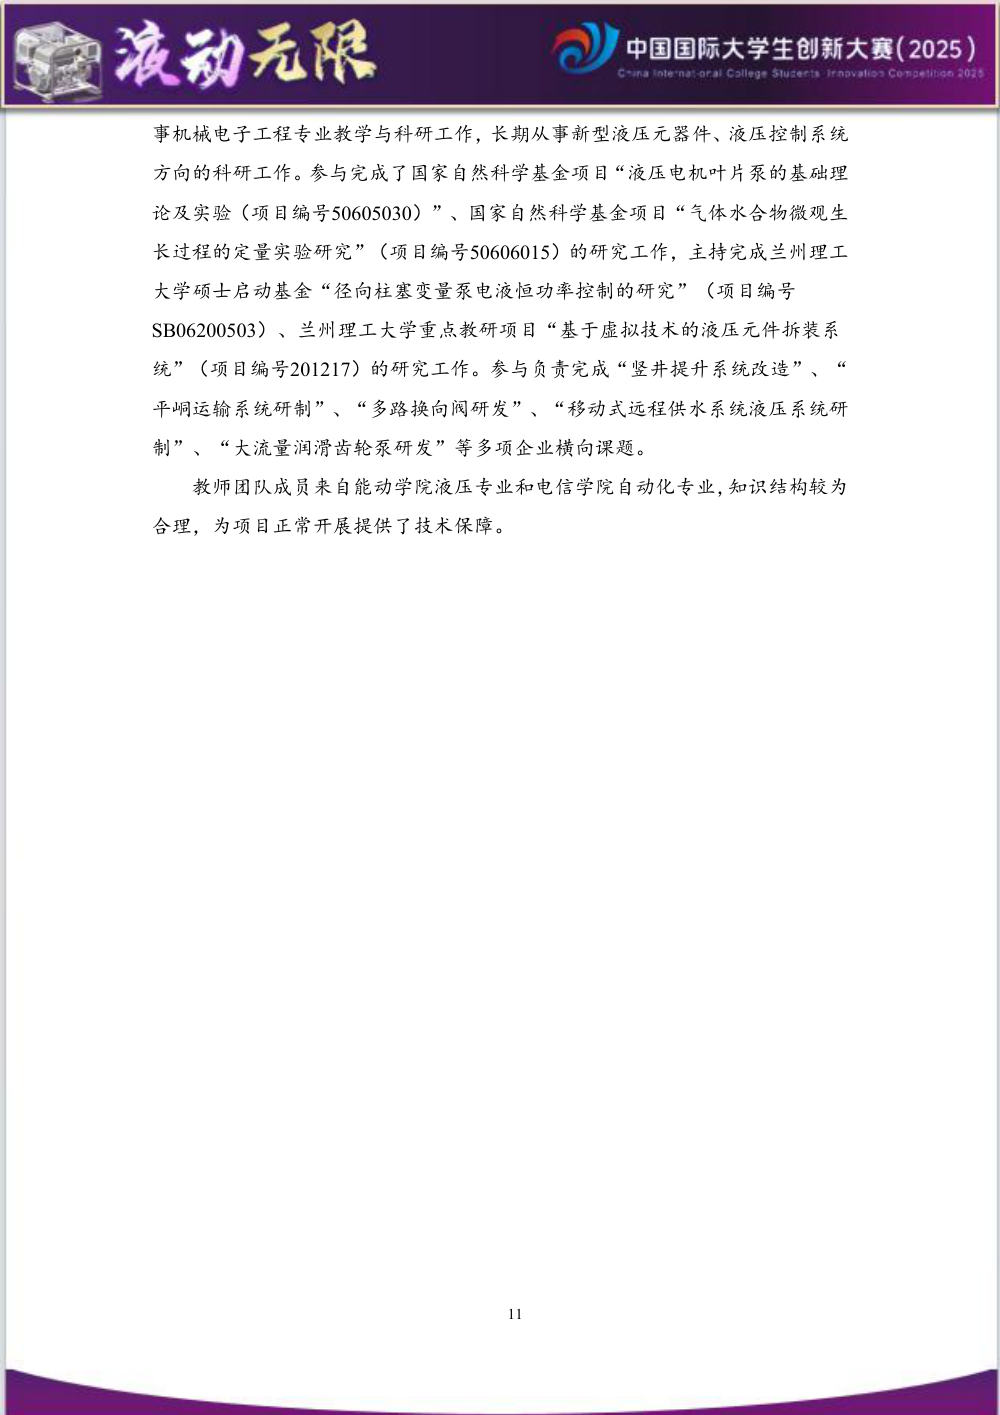 液动无限
中国国际大学生创新大赛(2025)
China International College Students' Innovation Competition 2025
事机械电子工程专业教学与科研工作，长期从事新型液压元器件、液压控制系统
方向的科研工作。参与完成了国家自然科学基金项目“液压电机叶片泵的基础理
论及实验（项目编号50605030）”、国家自然科学基金项目“气体水合物微观生
长过程的定量实验研究”（项目编号50606015）的研究工作，主持完成兰州理工
大学硕士启动基金“径向柱塞变量泵电液恒功率控制的研究”（项目编号
SB06200503）、兰州理工大学重点教研项目“基于虚拟技术的液压元件拆装系
统”（项目编号201217）的研究工作。参与负责完成“竖井提升系统改造”、“
平峒运输系统研制”、“多路换向阀研发”、“移动式远程供水系统液压系统研
制”、“大流量润滑齿轮泵研发”等多项企业横向课题。
教师团队成员来自能动学院液压专业和电信学院自动化专业，知识结构较为
合理，为项目正常开展提供了技术保障。
11